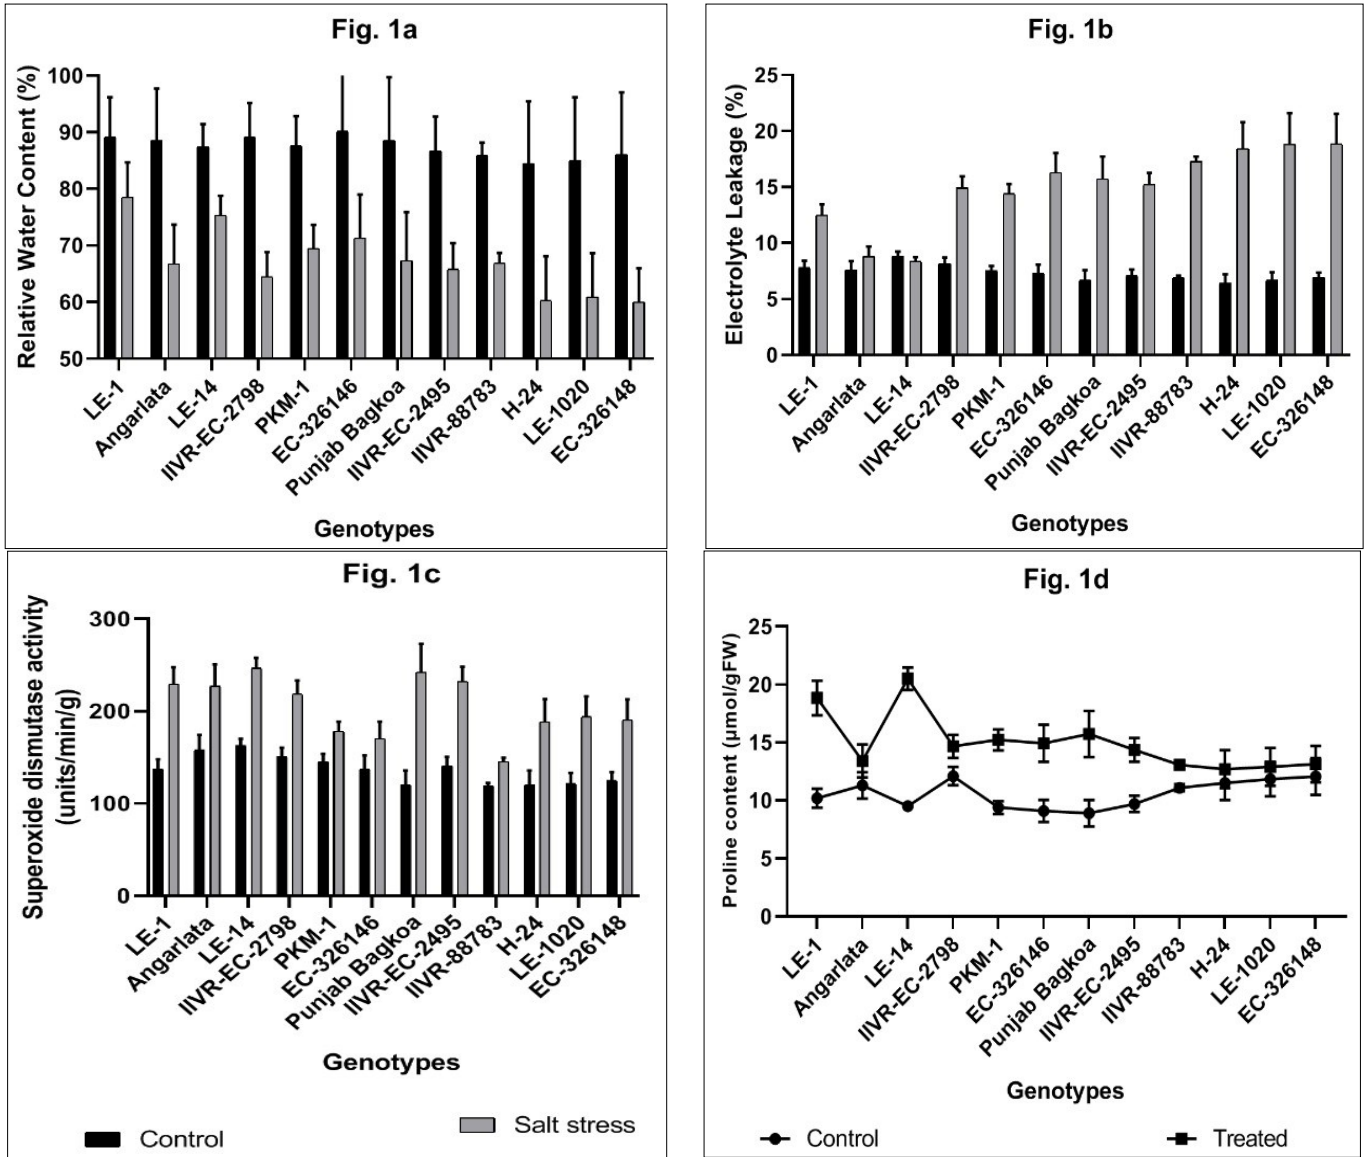 Fig. 1a
Relative Water Content (%)
100
90
80
70
60
50
LE-1
Angarlata
LE-14
IIVR-EC-2798
PKM-1
EC-326146
Punjab Bagkoa
IIVR-EC-2495
IIVR-88783
H-24
LE-1020
EC-326148
Genotypes
Fig. 1b
Electrolyte Leakage (%)
25
20
15
10
5
0
LE-1
Angarlata
LE-14
IIVR-EC-2798
PKM-1
EC-326146
Punjab Bagkoa
IIVR-EC-2495
IIVR-88783
H-24
LE-1020
EC-326148
Genotypes
Fig. 1c
Superoxide dismutase activity
(units/min/g)
300
200
100
0
LE-1
Angarlata
LE-14
IIVR-EC-2798
PKM-1
EC-326146
Punjab Bagkoa
IIVR-EC-2495
IIVR-88783
H-24
LE-1020
EC-326148
Genotypes
Control
Salt stress
Fig. 1d
Proline content (µmol/gFW)
25
20
15
10
5
0
LE-1
Angarlata
LE-14
IIVR-EC-2798
PKM-1
EC-326146
Punjab Bagkoa
IIVR-EC-2495
IIVR-88783
H-24
LE-1020
EC-326148
Genotypes
Control
Treated